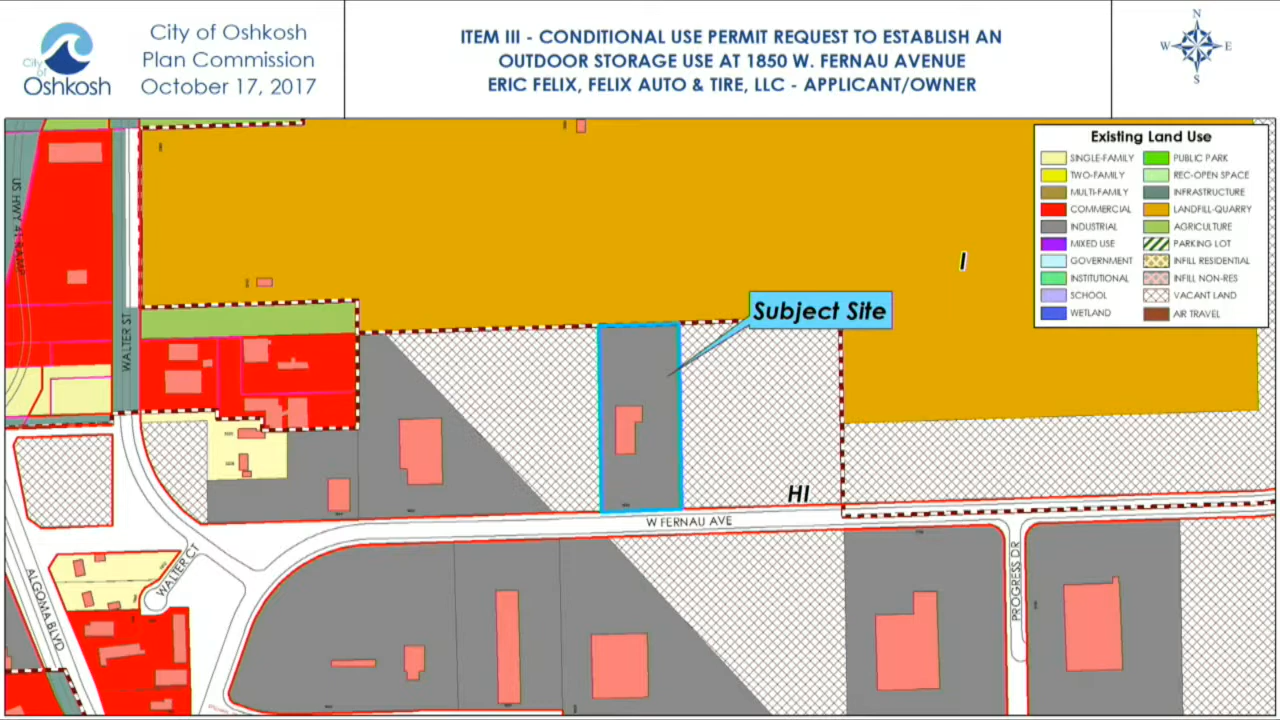 City of
Oshkosh
City of Oshkosh
Plan Commission
October 17, 2017
ITEM III - CONDITIONAL USE PERMIT REQUEST TO ESTABLISH AN
OUTDOOR STORAGE USE AT 1850 W. FERNAU AVENUE
ERIC FELIX, FELIX AUTO & TIRE, LLC - APPLICANT/OWNER
N
W E
S
Existing Land Use
SINGLE-FAMILY
TWO-FAMILY
MULTI-FAMILY
COMMERCIAL
INDUSTRIAL
MIXED USE
GOVERNMENT
INSTITUTIONAL
SCHOOL
WETLAND
PUBLIC PARK
REC-OPEN SPACE
INFRASTRUCTURE
LANDFILL-QUARRY
AGRICULTURE
PARKING LOT
INFILL RESIDENTIAL
INFILL NON-RES
VACANT LAND
AIR TRAVEL
US HWY 41 RAMP
WALTER ST
I
Subject Site
HI
W FERNAU AVE
WALTER CT
ALGOMA BLVD
PROGRESS DR